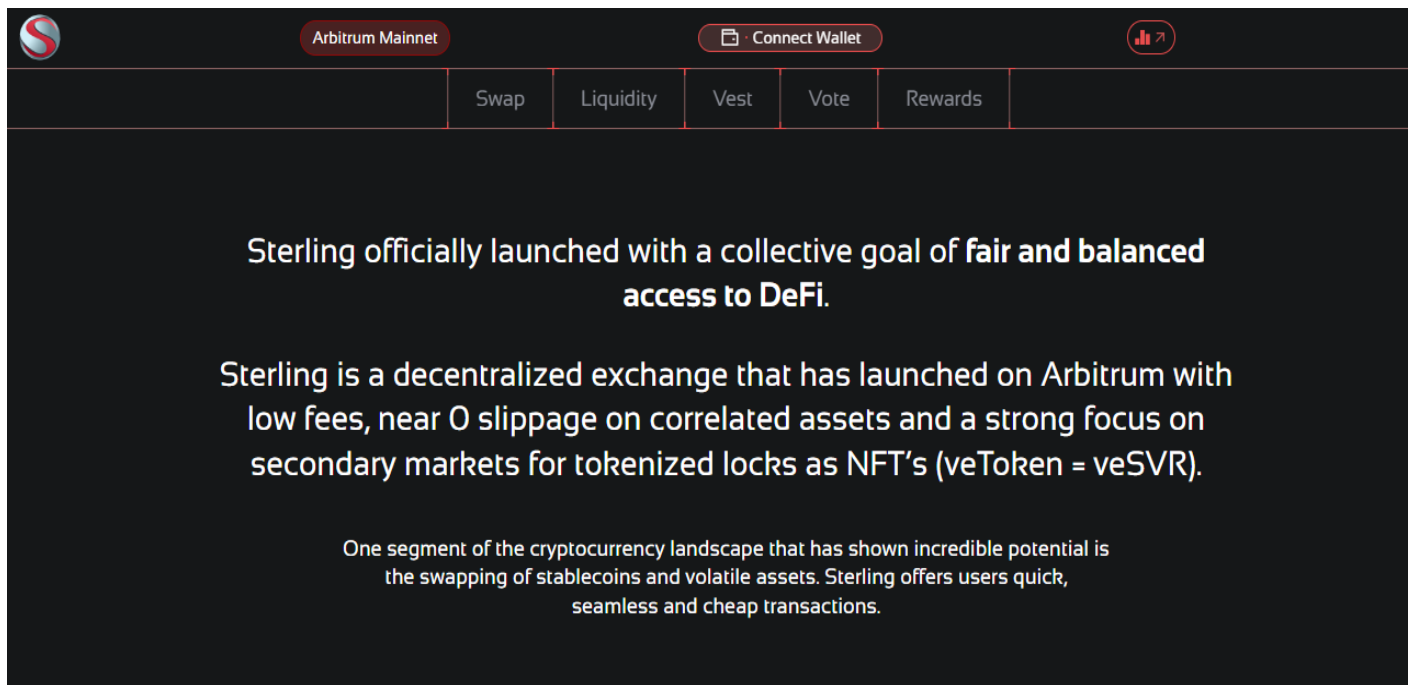 Arbitrum Mainnet
· Connect Wallet
Swap Liquidity Vest Vote Rewards
Sterling officially launched with a collective goal of fair and balanced
access to DeFi.
Sterling is a decentralized exchange that has launched on Arbitrum with
low fees, near 0 slippage on correlated assets and a strong focus on
secondary markets for tokenized locks as NFT's (veToken = veSVR).
One segment of the cryptocurrency landscape that has shown incredible potential is
the swapping of stablecoins and volatile assets. Sterling offers users quick,
seamless and cheap transactions.